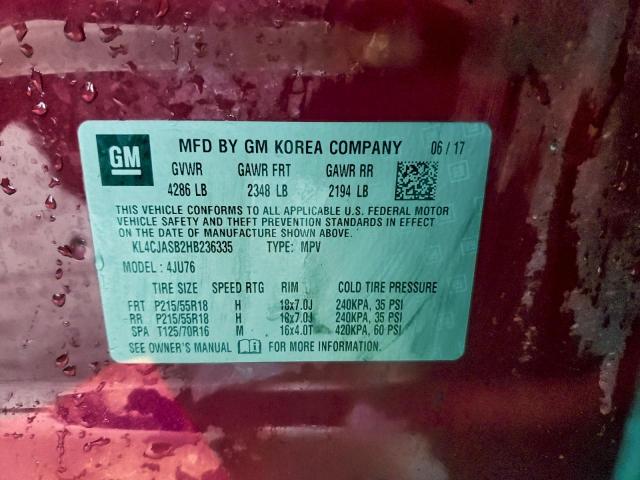 GM MFD BY GM KOREA COMPANY 06 / 17
GVWR GAWR FRT GAWR RR
4286 LB 2348 LB 2194 LB
THIS VEHICLE CONFORMS TO ALL APPLICABLE U.S. FEDERAL MOTOR
VEHICLE SAFETY AND THEFT PREVENTION STANDARDS IN EFFECT
ON THE DATE OF MANUFACTURE SHOWN ABOVE.
KL4CJASB2HB236335 TYPE: MPV
MODEL : 4JU76
TIRE SIZE SPEED RTG RIM COLD TIRE PRESSURE
FRT P215/55R18 H 18x7.0J 240KPA, 35 PSI
RR P215/55R18 H 18x7.0J 240KPA, 35 PSI
SPA T125/70R16 M 16x4.0T 420KPA, 60 PSI
SEE OWNER'S MANUAL FOR MORE INFORMATION.